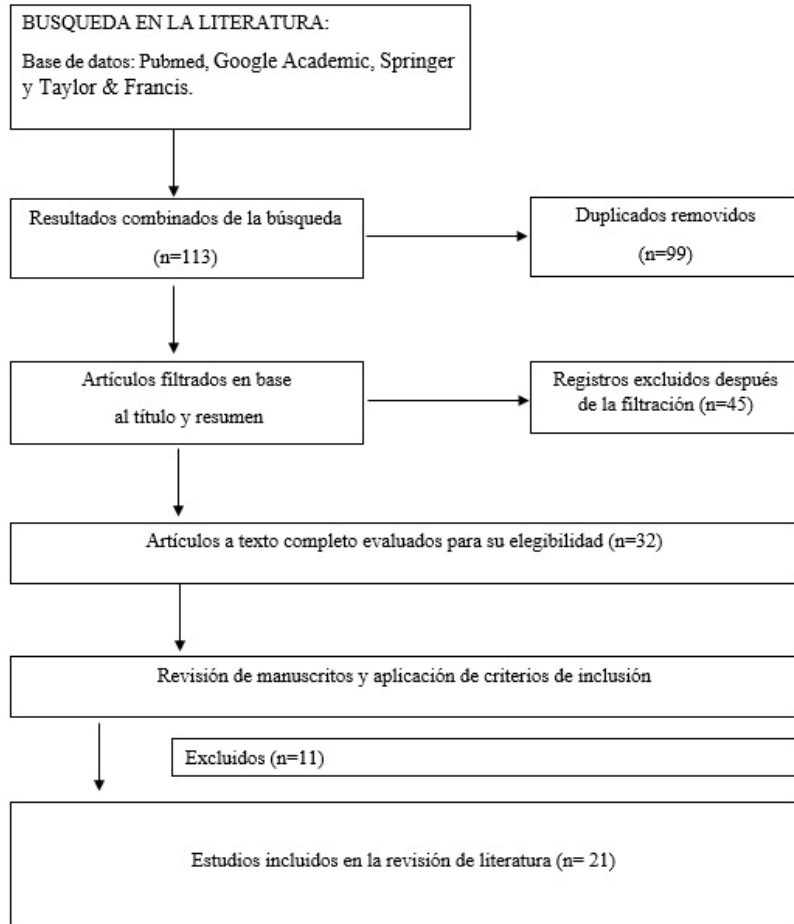 BUSQUEDA EN LA LITERATURA:
Base de datos: Pubmed, Google Academic, Springer
y Taylor & Francis.
Resultados combinados de la búsqueda
(n=113)
Duplicados removidos
(n=99)
Artículos filtrados en base
al título y resumen
Registros excluidos después
de la filtración (n=45)
Artículos a texto completo evaluados para su elegibilidad (n=32)
Revisión de manuscritos y aplicación de criterios de inclusión
Excluidos (n=11)
Estudios incluidos en la revisión de literatura (n= 21)